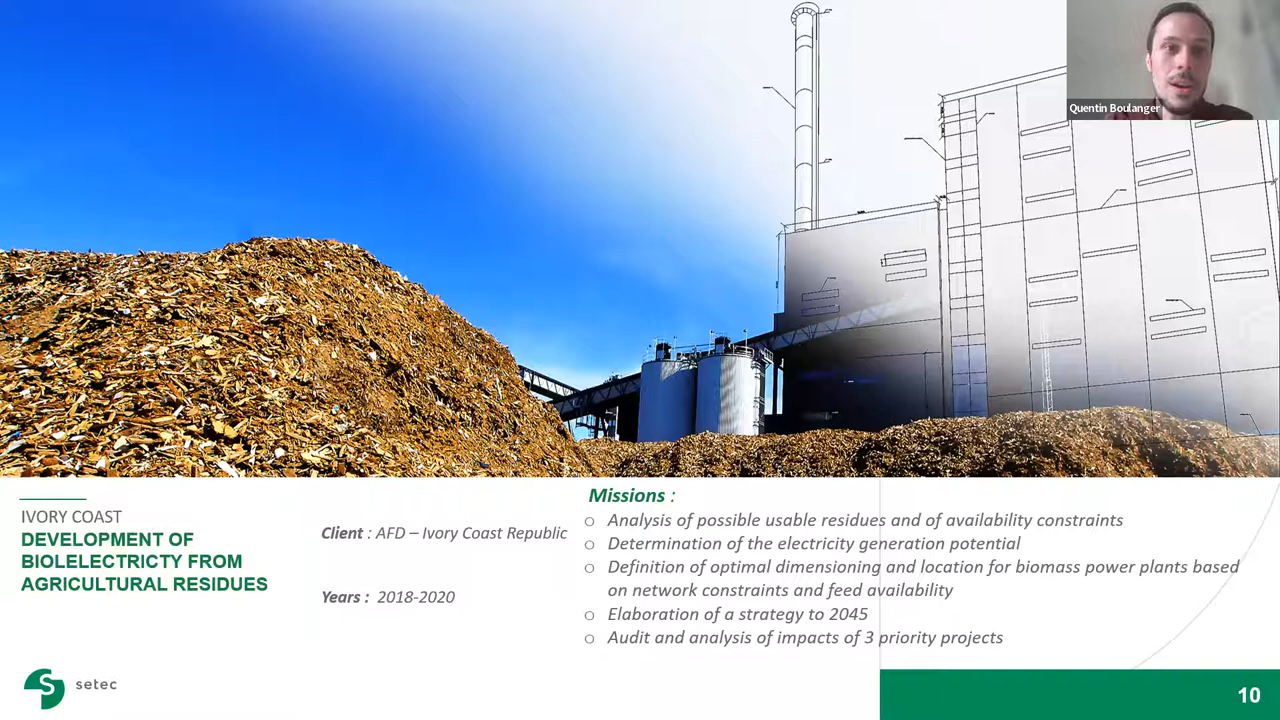 Quentin Boulanger
IVORY COAST
DEVELOPMENT OF
BIOLELECTRICTY FROM
AGRICULTURAL RESIDUES
Client : AFD – Ivory Coast Republic
Years : 2018-2020
Missions :
○ Analysis of possible usable residues and of availability constraints
○ Determination of the electricity generation potential
○ Definition of optimal dimensioning and location for biomass power plants based
on network constraints and feed availability
○ Elaboration of a strategy to 2045
○ Audit and analysis of impacts of 3 priority projects
S setec
10